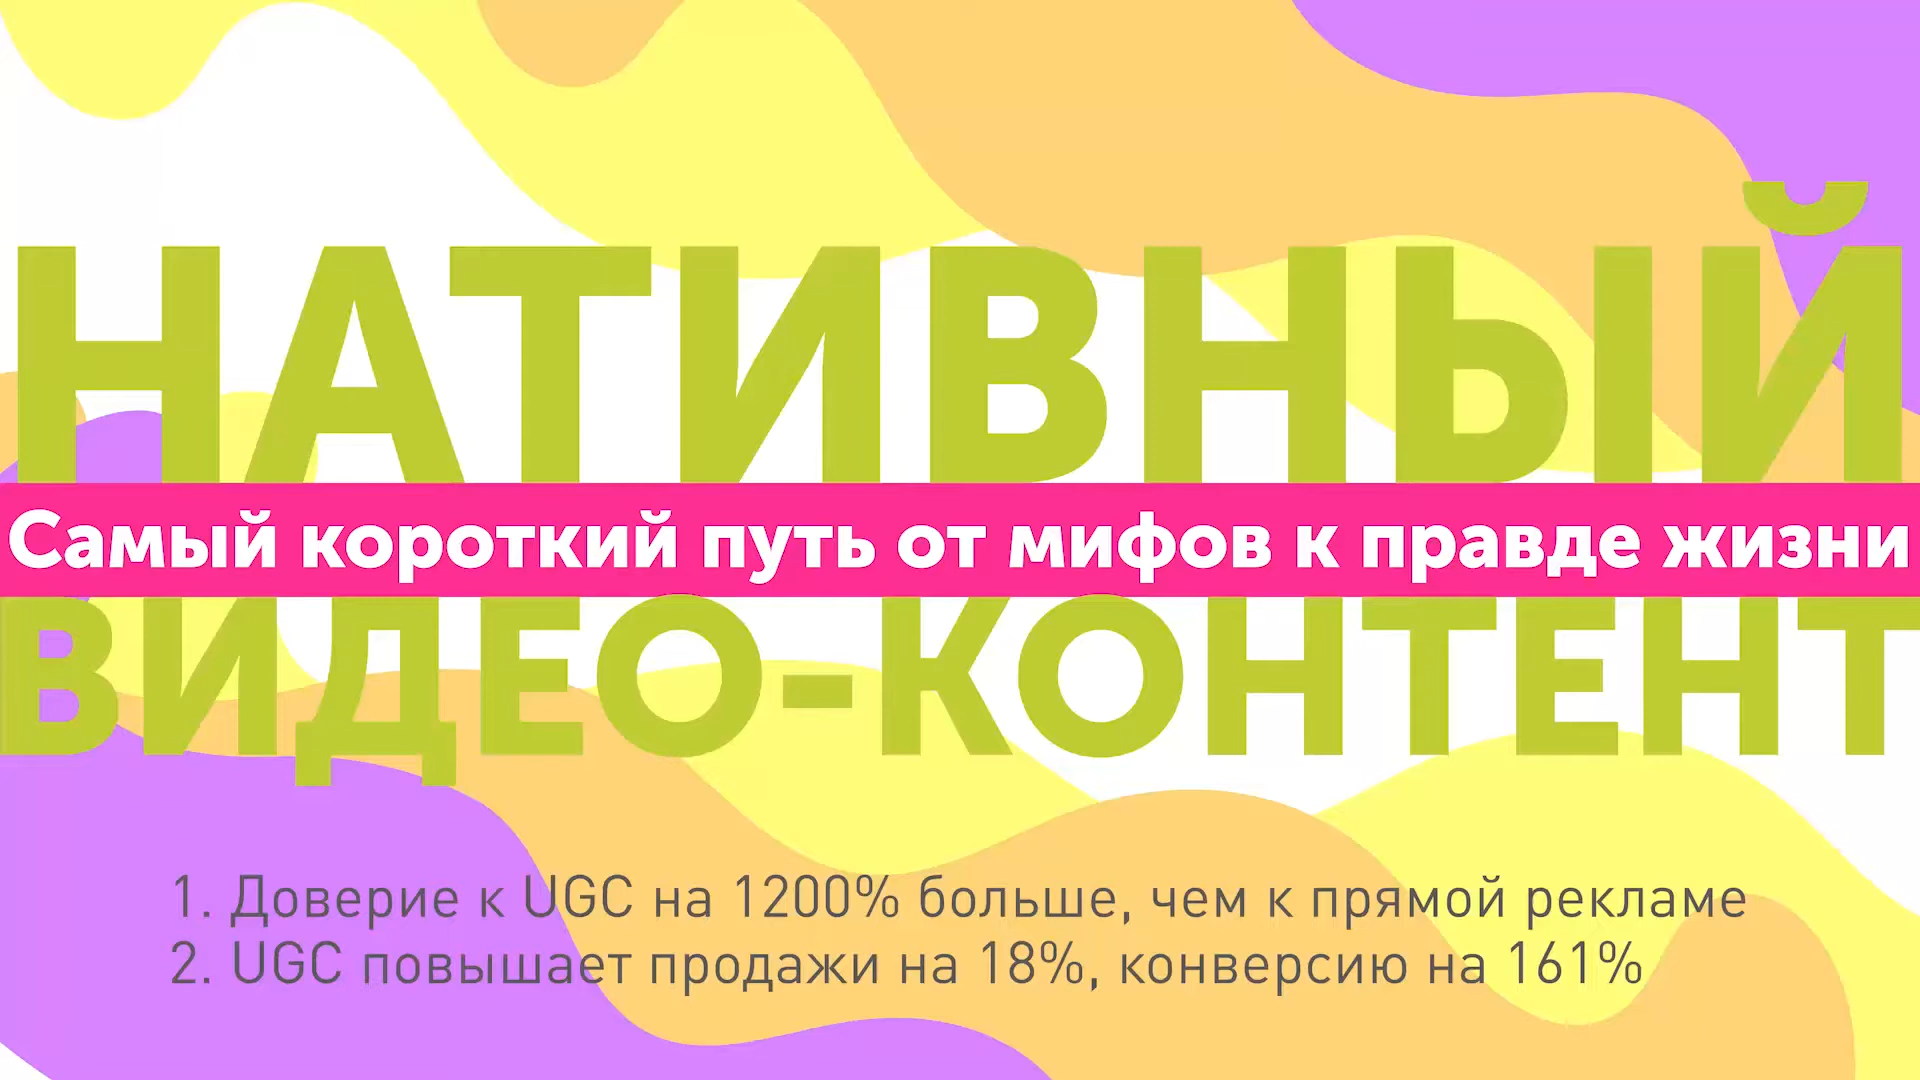 НАТИВНЫЙ
Самый короткий путь от мифов к правде жизни
ВИДЕО-КОНТЕНТ
1. Доверие к UGC на 1200% больше, чем к прямой рекламе
2. UGC повышает продажи на 18%, конверсию на 161%